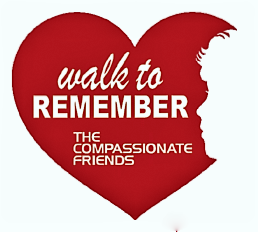 walk to
REMEMBER
THE
COMPASSIONATE
FRIENDS